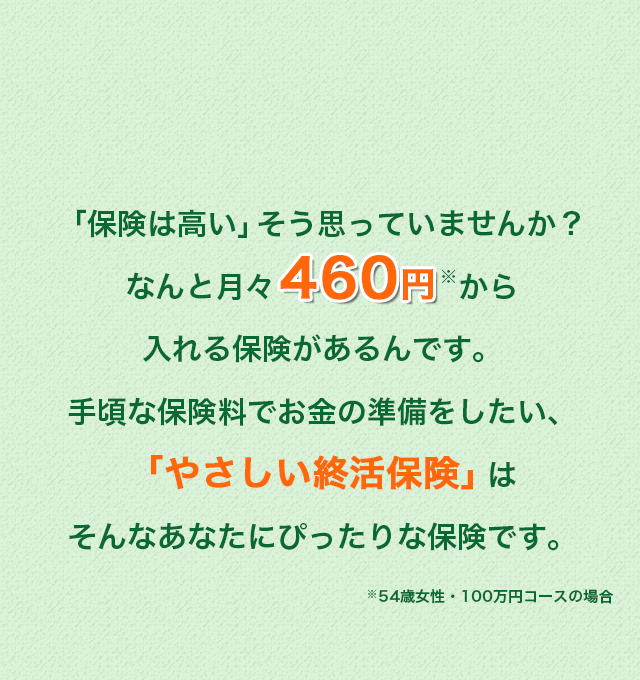 「保険は高い」そう思っていませんか？
なんと月々460円※から
入れる保険があるんです。
手頃な保険料でお金の準備をしたい、
「やさしい終活保険」は
そんなあなたにぴったりな保険です。
※54歳女性・100万円コースの場合